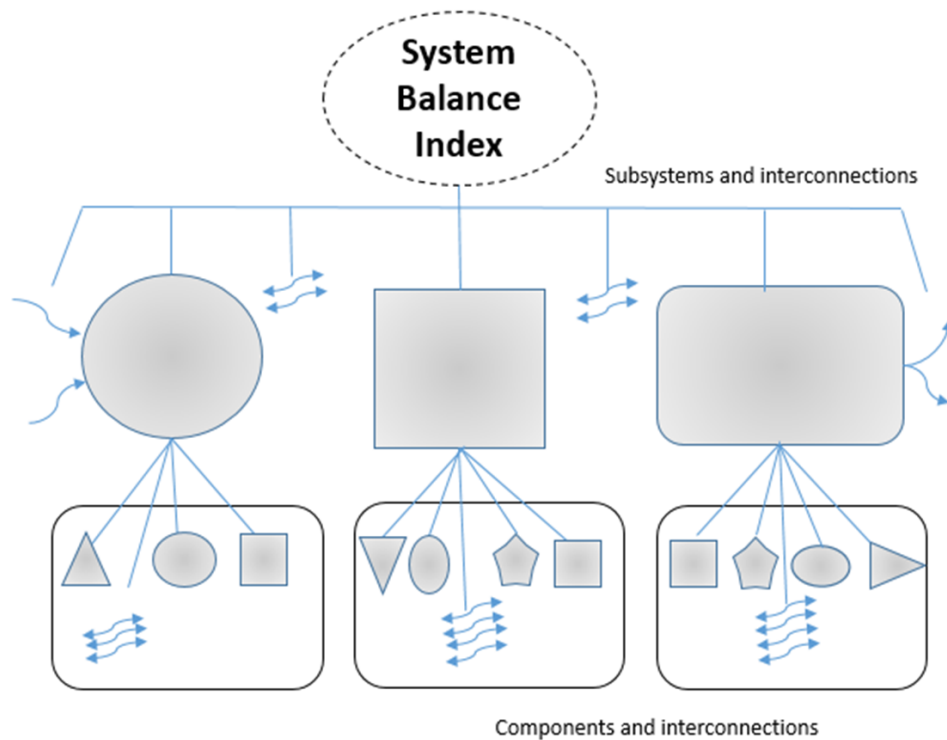 System
Balance
Index
Subsystems and interconnections
Components and interconnections